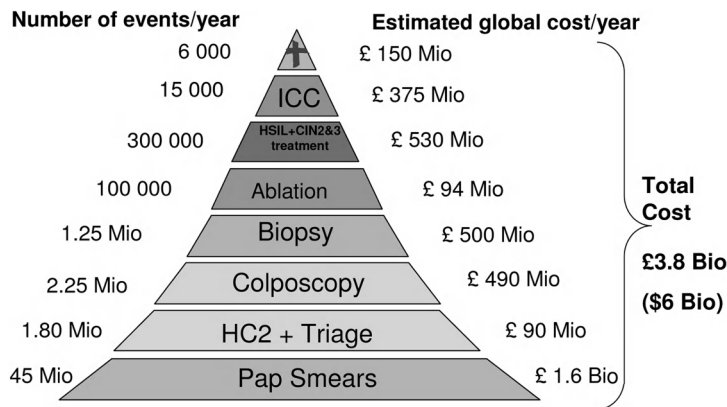 Number of events/year
Estimated global cost/year
6 000
£ 150 Mio
15 000
ICC
£ 375 Mio
300 000
HSIL+CIN2&3
treatment
£ 530 Mio
100 000
Ablation
£ 94 Mio
1.25 Mio
Biopsy
£ 500 Mio
2.25 Mio
Colposcopy
£ 490 Mio
1.80 Mio
HC2 + Triage
£ 90 Mio
45 Mio
Pap Smears
£ 1.6 Bio
Total
Cost
£3.8 Bio
($6 Bio)